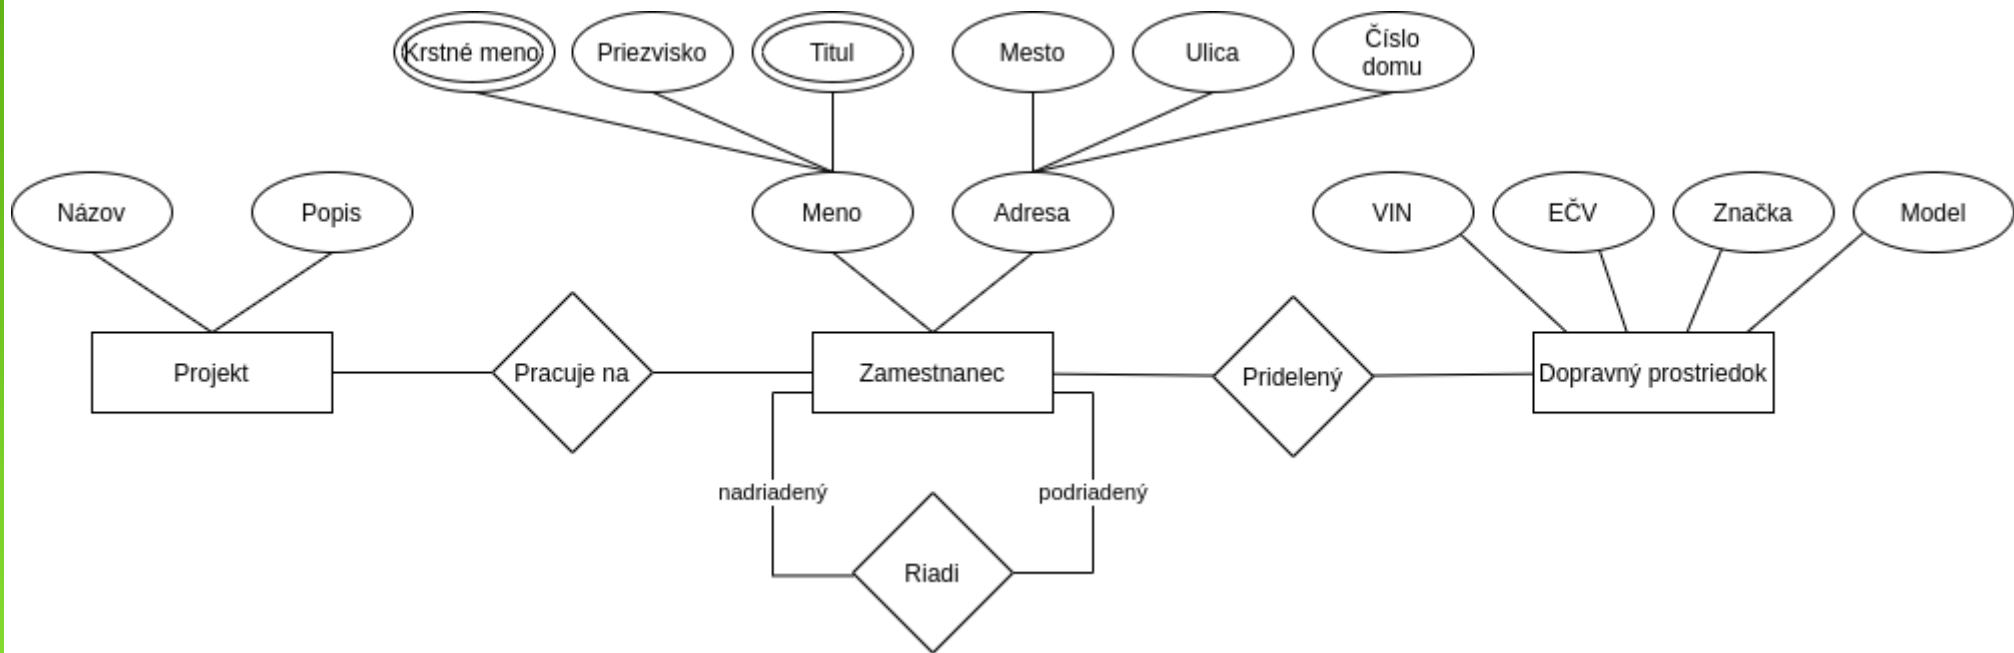 Krstné meno
Priezvisko
Titul
Mesto
Ulica
Číslo
domu
Názov
Popis
Meno
Adresa
VIN
EČV
Značka
Model
Projekt
Pracuje na
Zamestnanec
Pridelený
Dopravný prostriedok
nadriadený
podriadený
Riadi